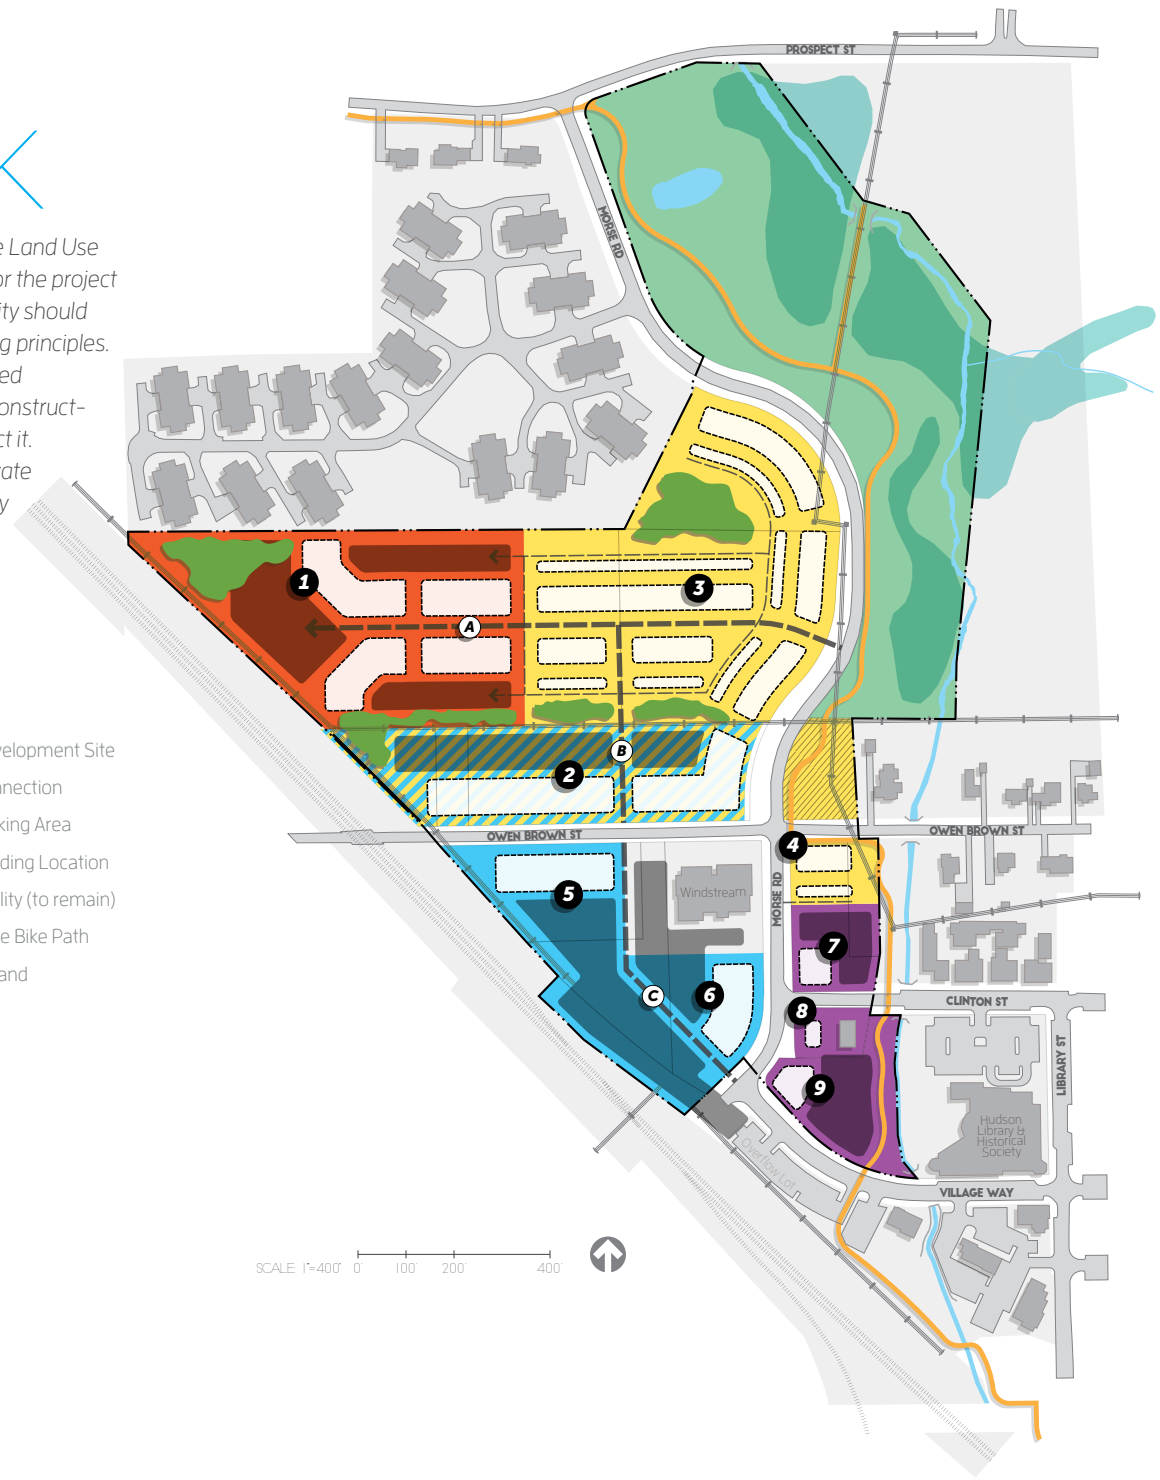 PROSPECT ST
MORSE RD
e Land Use
or the project
ity should
g principles.
ed
onstruct-
ct it.
ate
y
1
3
A
B
2
velopment Site
nnection
king Area
ding Location
lity (to remain)
e Bike Path
and
OWEN BROWN ST
OWEN BROWN ST
4
5
Windstream
MORSE RD
7
6
C
8
CLINTON ST
LIBRARY ST
9
Hudson
Library &
Historical
Society
Overflow Lot
VILLAGE WAY
SCALE: 1"=400' 0' 100' 200' 400'